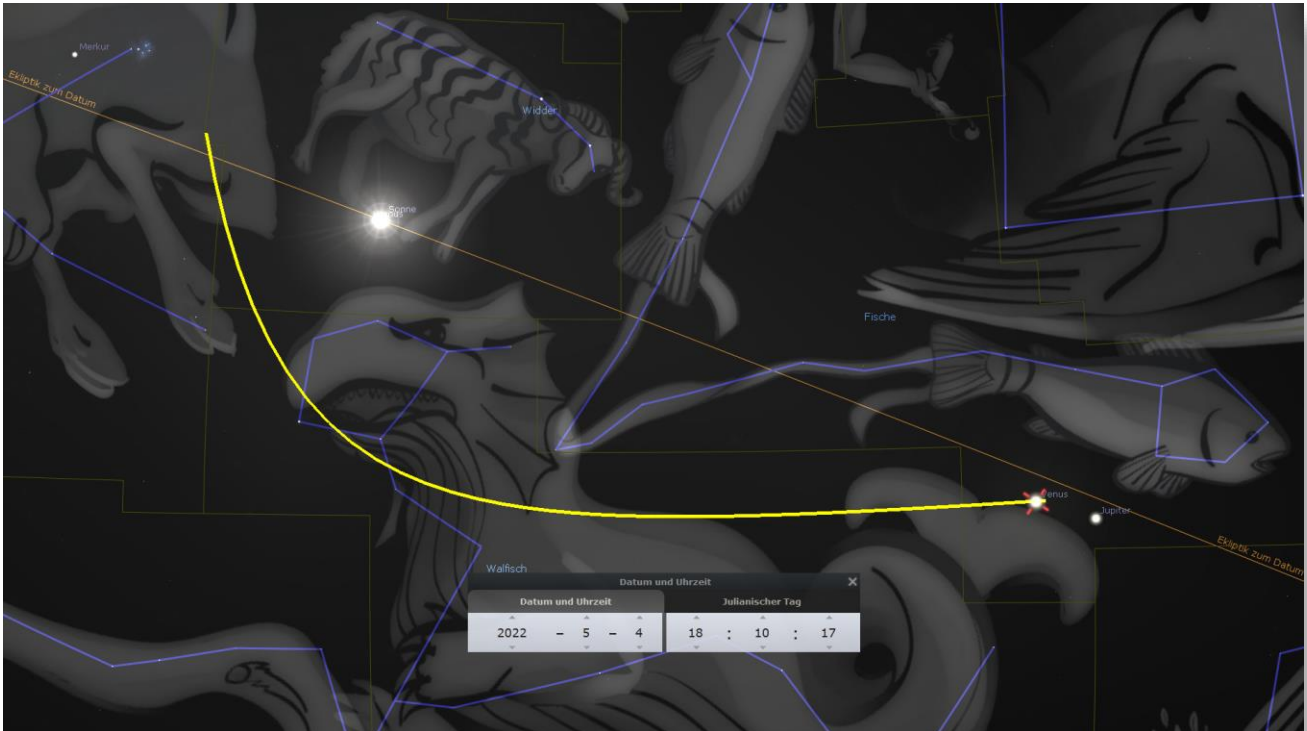 Merkur
Ekliptik zum Datum
Widder
Sonne
Fische
enus
Jupiter
Ekliptik zum Datum
Walfisch
Datum und Uhrzeit ×
Datum und Uhrzeit Julianischer Tag
2022 – 5 – 4 18 : 10 : 17